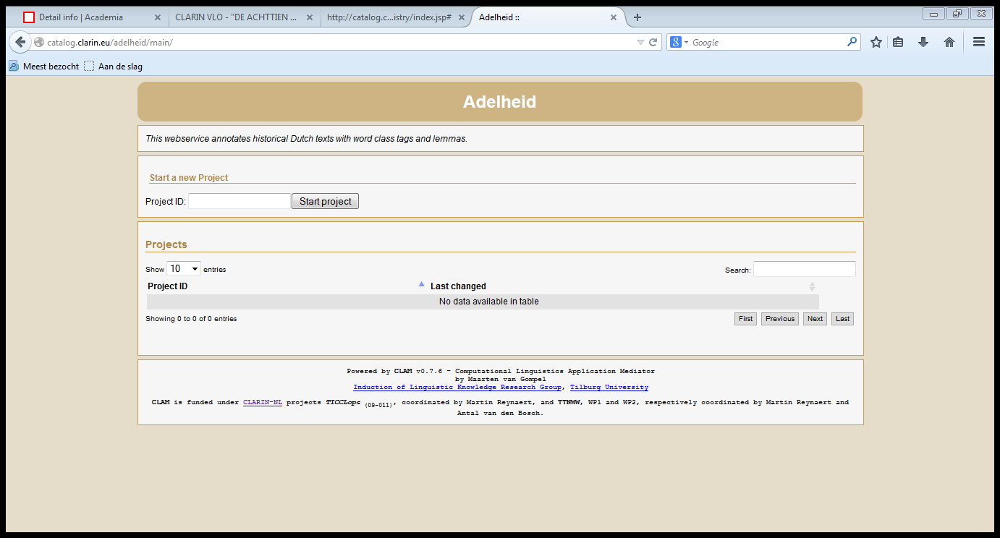 Detail info | Academia
CLARIN VLO - "DE ACHTTIEN ...
http://catalog.c...istry/index.jsp#
Adelheid ::
catalog.clarin.eu/adelheid/main/
8
Google
Meest bezocht
Aan de slag
Adelheid
This webservice annotates historical Dutch texts with word class tags and lemmas.
Start a new Project
Project ID:
Start project
Projects
Show 10 entries
Search:
Project ID
Last changed
No data available in table
Showing 0 to 0 of 0 entries
First Previous Next Last
Powered by CLAM v0.7.6 - Computational Linguistics Application Mediator
by Maarten van Gompel
Induction of Linguistic Knowledge Research Group, Tilburg University
CLAM is funded under CLARIN-NL projects TICCLops (09-011), coordinated by Martin Reynaert, and TTNWW, WP1 and WP2, respectively coordinated by Martin Reynaert and
Antal van den Bosch.